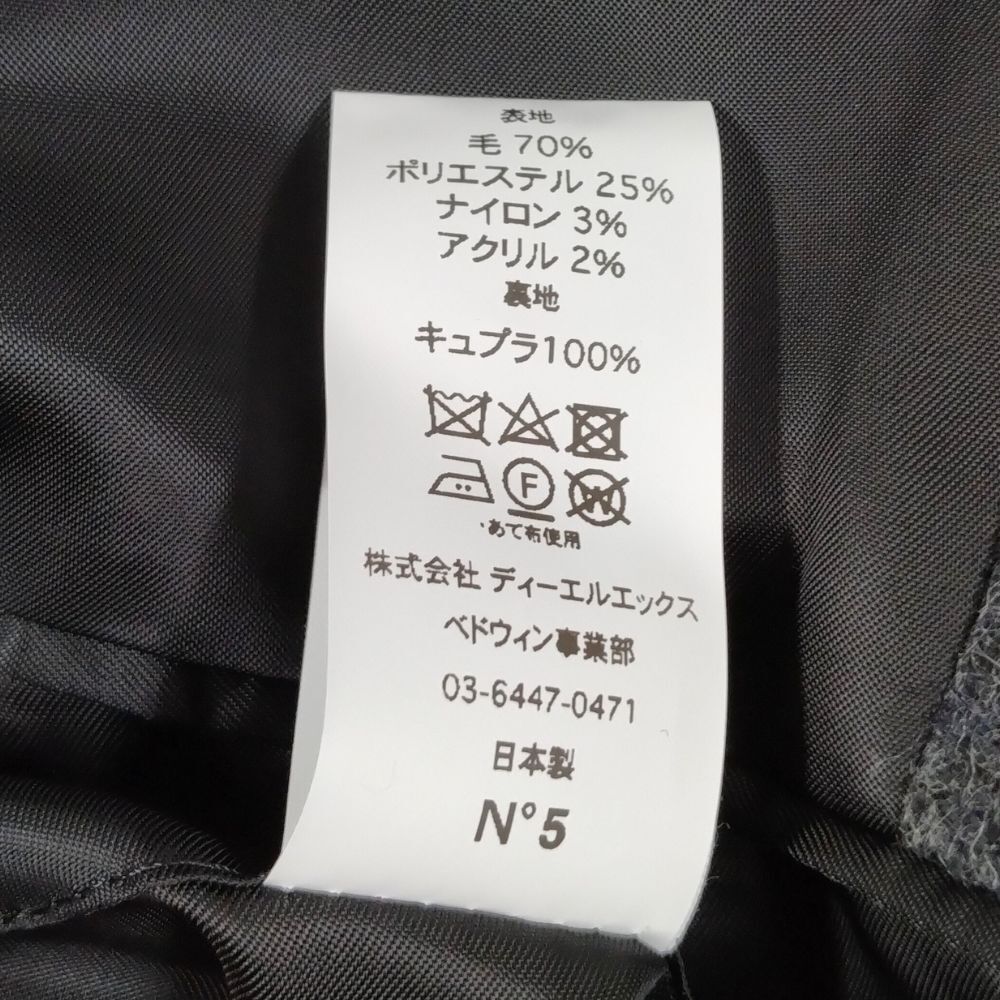 表地
毛 70%
ポリエステル 25%
ナイロン 3%
アクリル 2%
裏地
キュプラ100%
F
W
・あて布使用
株式会社 ディーエルエックス
ベドウィン事業部
03-6447-0471
日本製
N°5